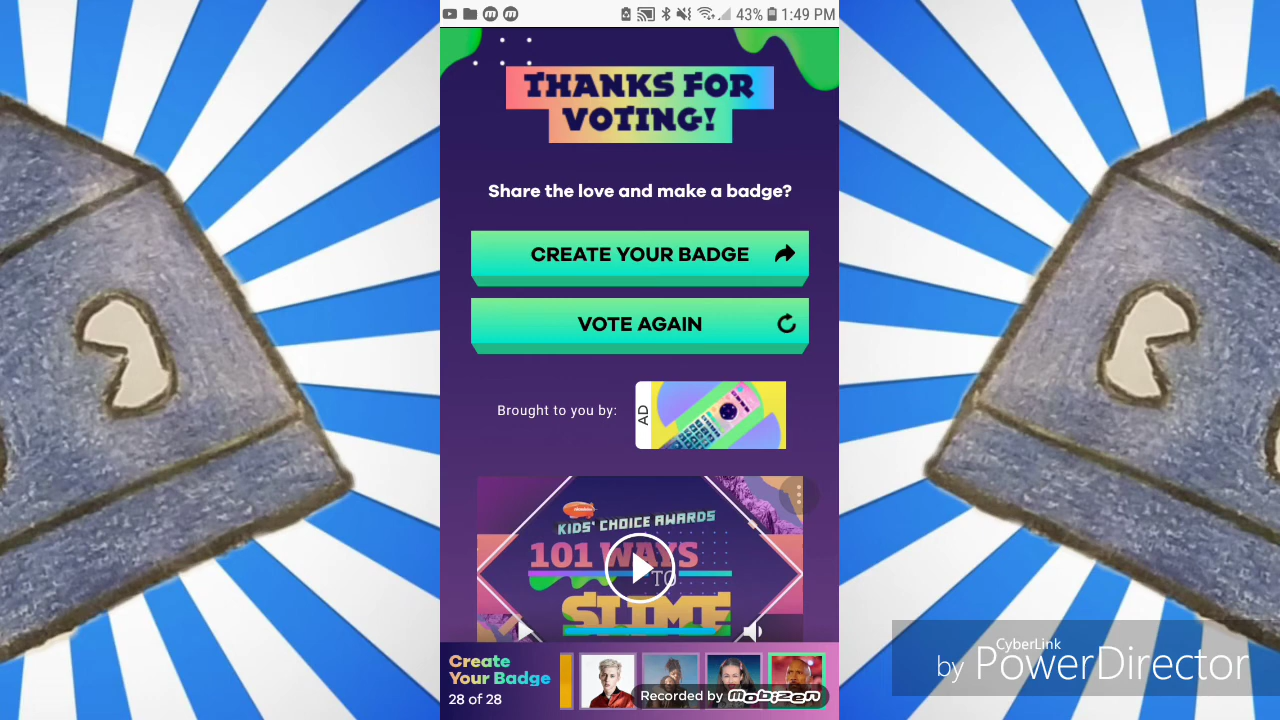 43% 1:49 PM
THANKS FOR
VOTING!
Share the love and make a badge?
CREATE YOUR BADGE
VOTE AGAIN
Brought to you by:
AD
nickelodeon
KIDS' CHOICE AWARDS
101 WAYS
TO
SLIME
Create
Your Badge
28 of 28
Recorded by mobizen
CyberLink
by PowerDirector